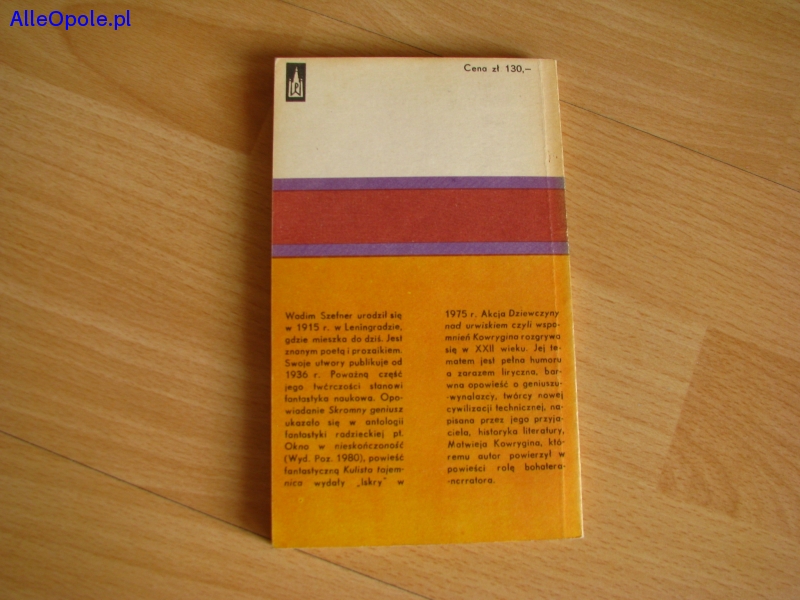 AlleOpole.pl
Cena zł 130,–
Wadim Szefner urodził się
w 1915 r. w Leningradzie,
gdzie mieszka do dziś. Jest
znanym poetą i prozaikiem.
Swoje utwory publikuje od
1936 r. Poważną część
jego twórczości stanowi
fantastyka naukowa. Opo-
wiadanie Skromny geniusz
ukazało się w antologii
fantastyki radzieckiej pt.
Okno w nieskończoność
(Wyd. Poz. 1980), powieść
fantastyczną Kulista tajem-
nica wydały „Iskry” w
1975 r. Akcja Dziewczyny
nad urwiskiem czyli wspo-
mnień Kowrygina rozgrywa
się w XXII wieku. Jej te-
matem jest pełna humoru
a zarazem liryczna, bar-
wna opowieść o geniuszu-
-wynalazcy, twórcy nowej
cywilizacji technicznej, na-
pisana przez jego przyja-
ciela, historyka literatury,
Matwieja Kowrygina, któ-
remu autor powierzył w
powieści rolę bohatera-
-narratora.